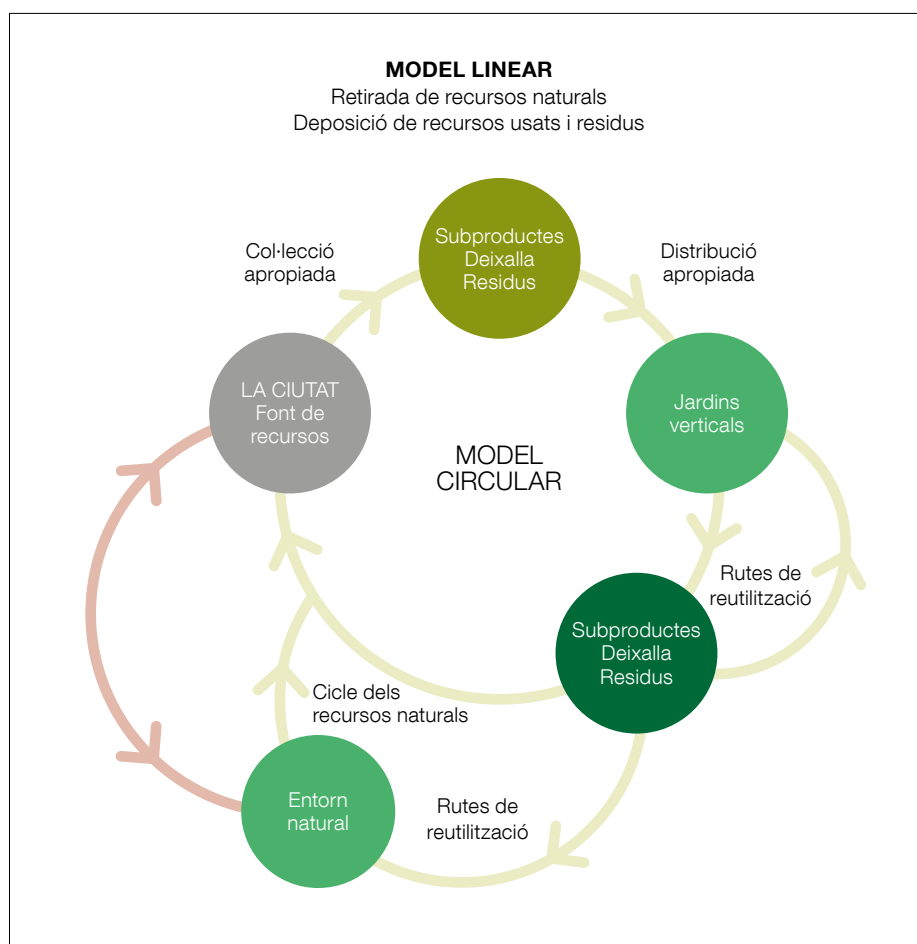 MODEL LINEAR
Retirada de recursos naturals
Deposició de recursos usats i residus
Col·lecció
apropiada
Subproductes
Deixalla
Residus
Distribució
apropiada
LA CIUTAT
Font de
recursos
Jardins
verticals
MODEL
CIRCULAR
Rutes de
reutilització
Subproductes
Deixalla
Residus
Cicle dels
recursos naturals
Entorn
natural
Rutes de
reutilització